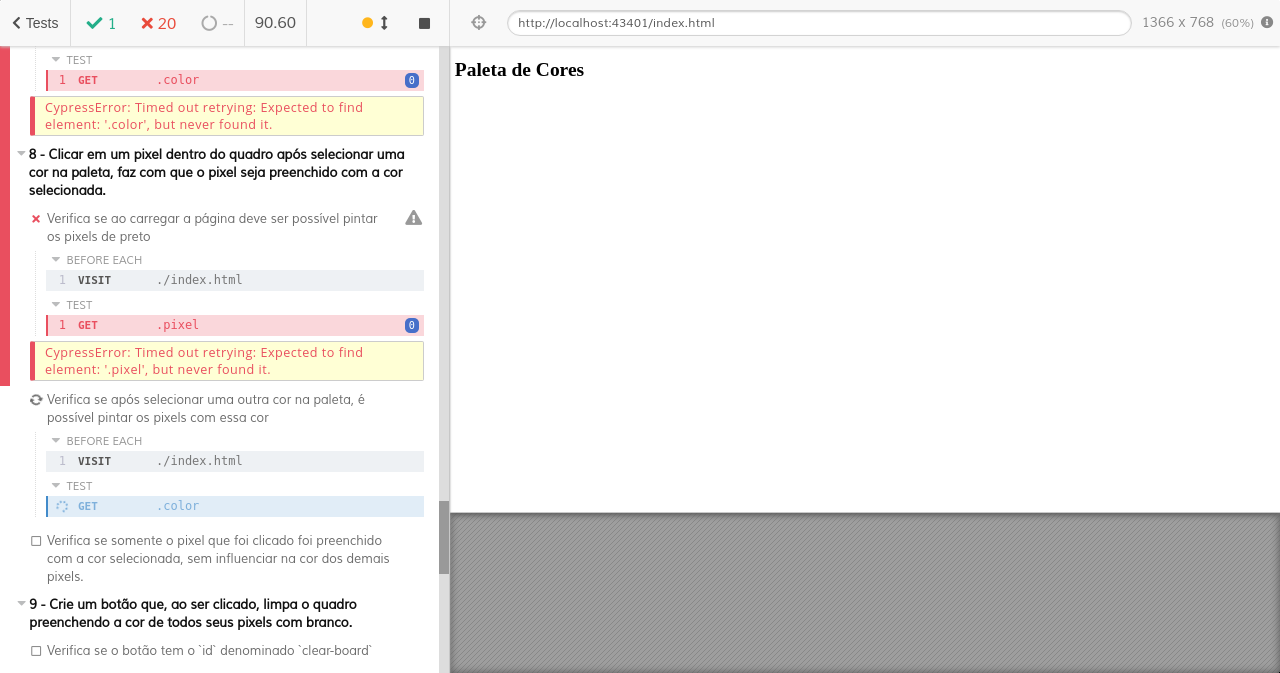 Tests 1 20 -- 90.60
http://localhost:43401/index.html 1366 x 768 (60%)
TEST
1 GET .color 0
CypressError: Timed out retrying: Expected to find
element: '.color', but never found it.
8 - Clicar em um pixel dentro do quadro após selecionar uma
cor na paleta, faz com que o pixel seja preenchido com a cor
selecionada.
Verifica se ao carregar a página deve ser possível pintar
os pixels de preto
BEFORE EACH
1 VISIT ./index.html
TEST
1 GET .pixel 0
CypressError: Timed out retrying: Expected to find
element: '.pixel', but never found it.
Verifica se após selecionar uma outra cor na paleta, é
possível pintar os pixels com essa cor
BEFORE EACH
1 VISIT ./index.html
TEST
GET .color
Verifica se somente o pixel que foi clicado foi preenchido
com a cor selecionada, sem influenciar na cor dos demais
pixels.
9 - Crie um botão que, ao ser clicado, limpa o quadro
preenchendo a cor de todos seus pixels com branco.
Verifica se o botão tem o `id` denominado `clear-board`
Paleta de Cores